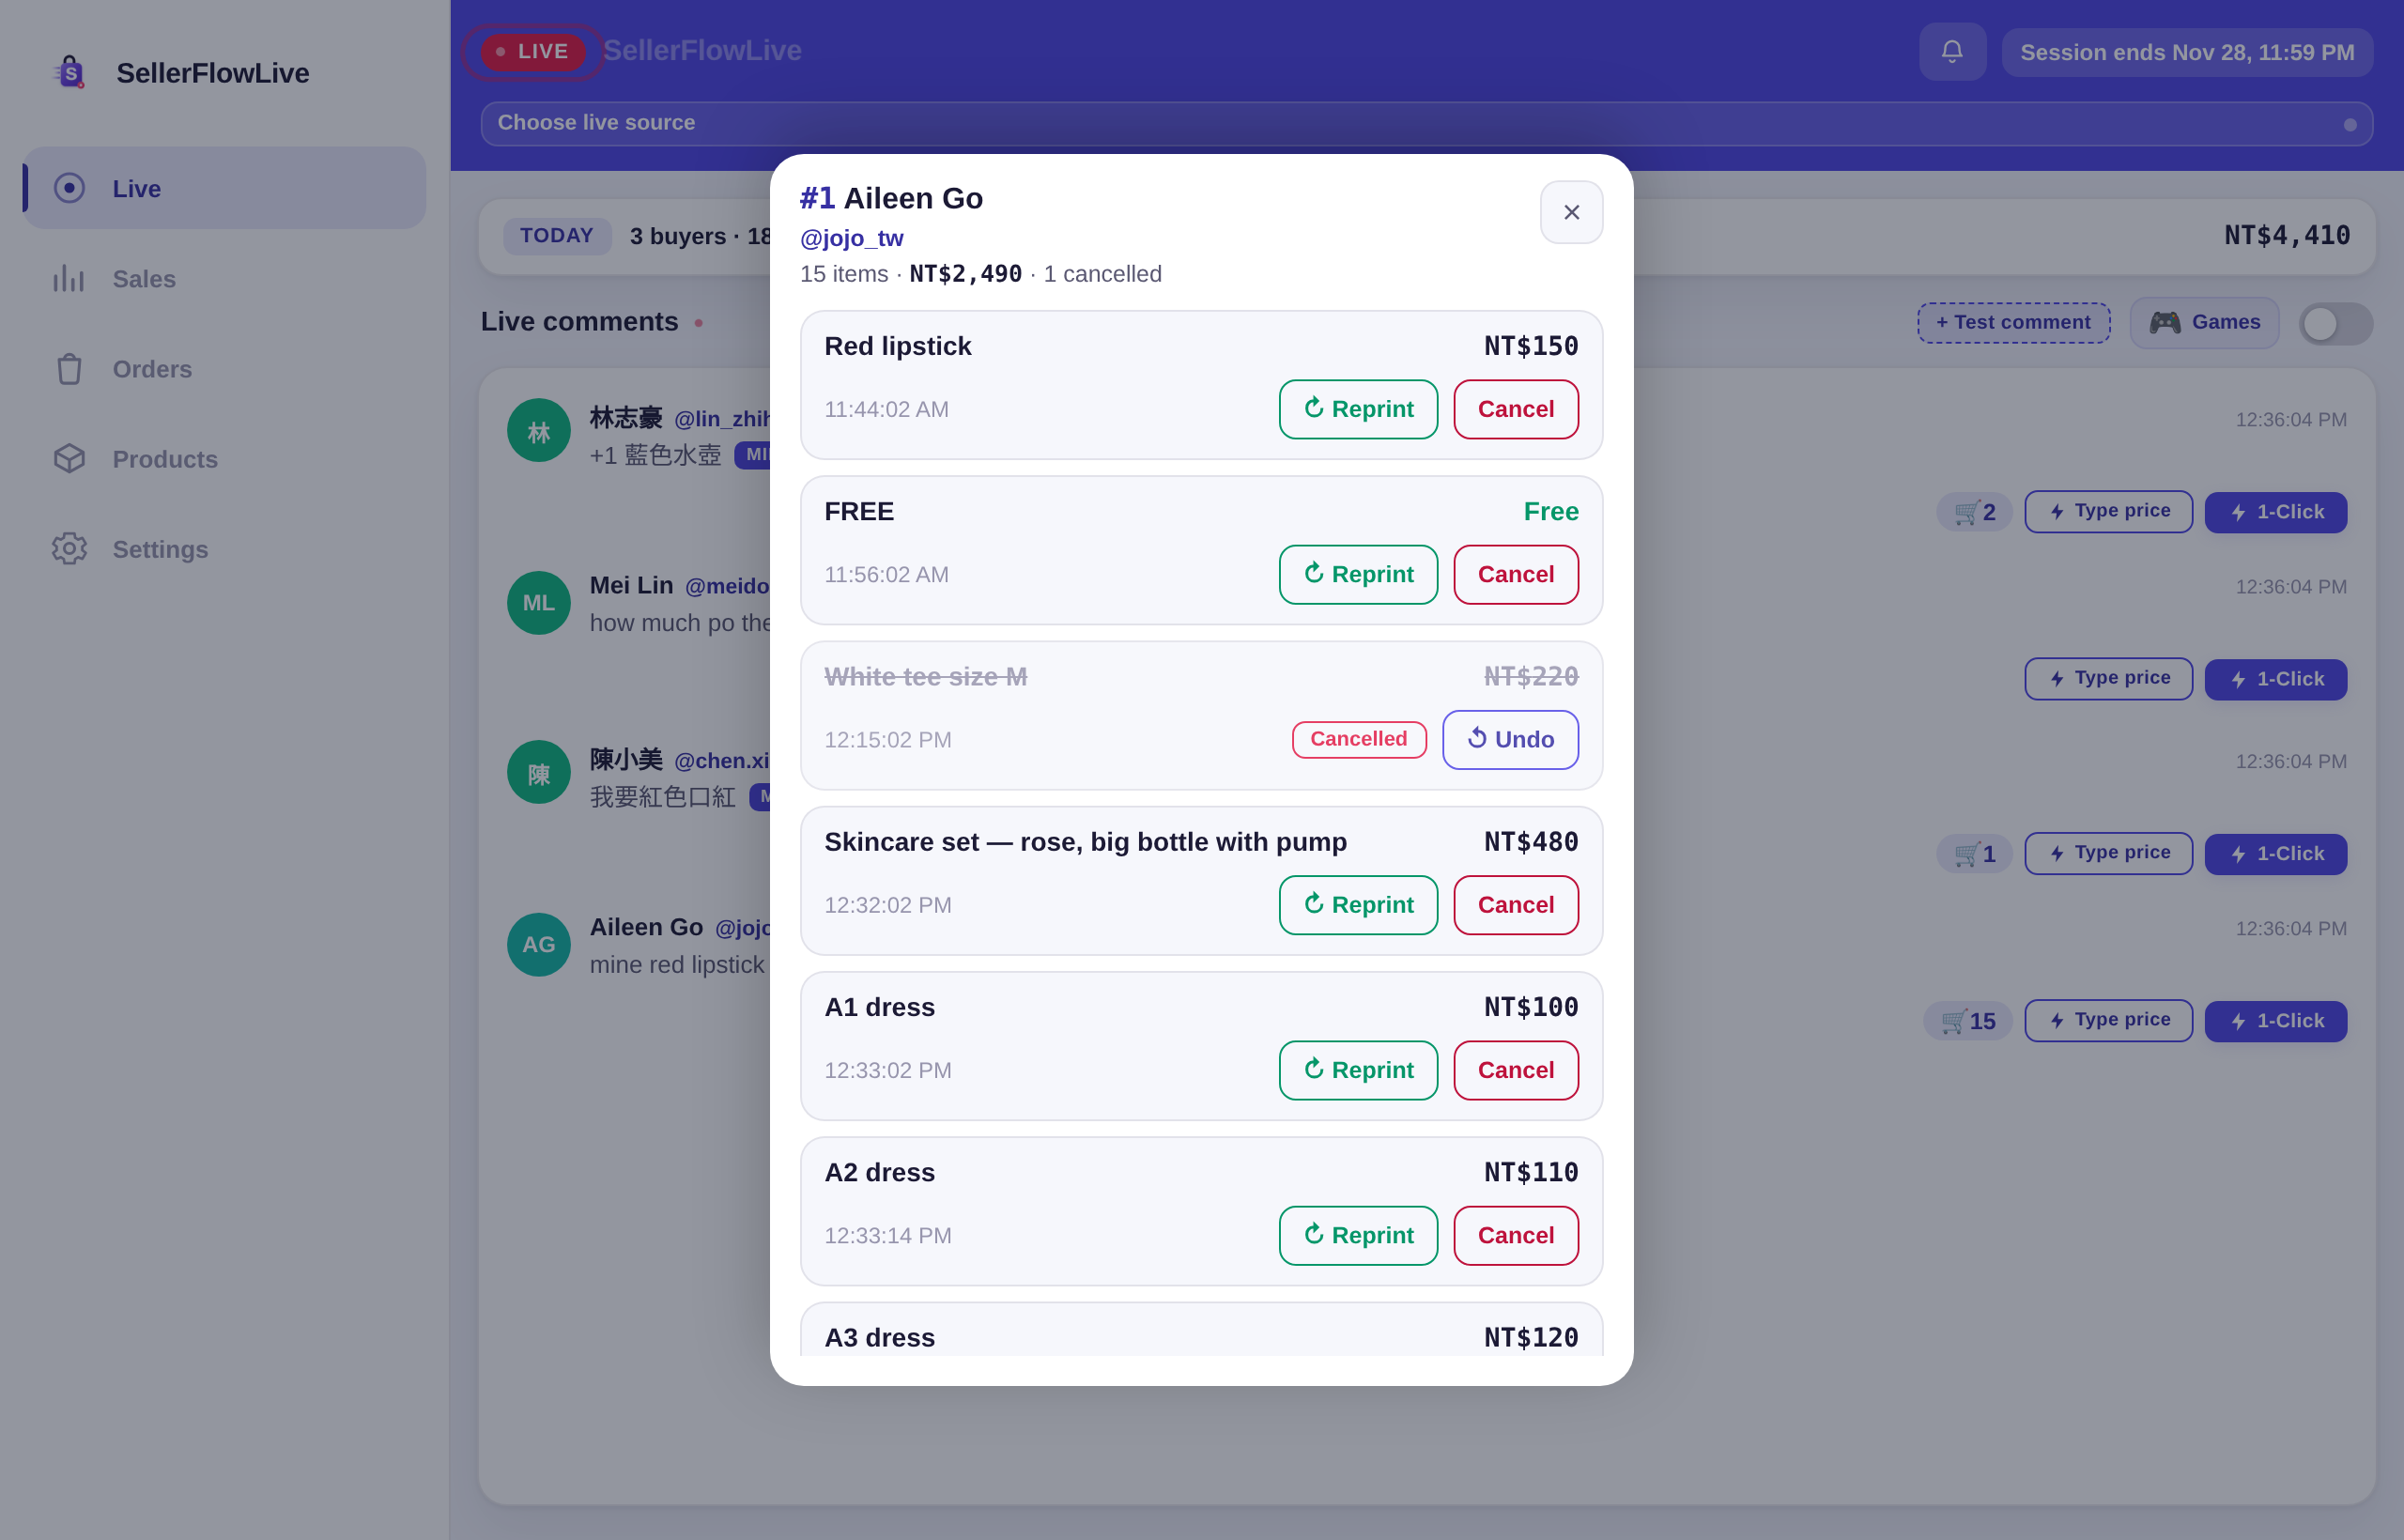 SellerFlowLive
Live
Sales
Orders
Products
Settings
LIVE SellerFlowLive
Session ends Nov 28, 11:59 PM
Choose live source
TODAY 3 buyers · 18
NT$4,410
Live comments
+ Test comment
🎮 Games
林 林志豪 @lin_zhih
12:36:04 PM
+1 藍色水壺
🛒2 Type price 1-Click
ML Mei Lin @meido
12:36:04 PM
how much po the
Type price 1-Click
陳 陳小美 @chen.xi
12:36:04 PM
我要紅色口紅
🛒1 Type price 1-Click
AG Aileen Go @jojo
12:36:04 PM
mine red lipstick
🛒15 Type price 1-Click
#1 Aileen Go
@jojo_tw
15 items · NT$2,490 · 1 cancelled
Red lipstick NT$150
11:44:02 AM Reprint Cancel
FREE Free
11:56:02 AM Reprint Cancel
White tee size M NT$220
12:15:02 PM Cancelled Undo
Skincare set — rose, big bottle with pump NT$480
12:32:02 PM Reprint Cancel
A1 dress NT$100
12:33:02 PM Reprint Cancel
A2 dress NT$110
12:33:14 PM Reprint Cancel
A3 dress NT$120